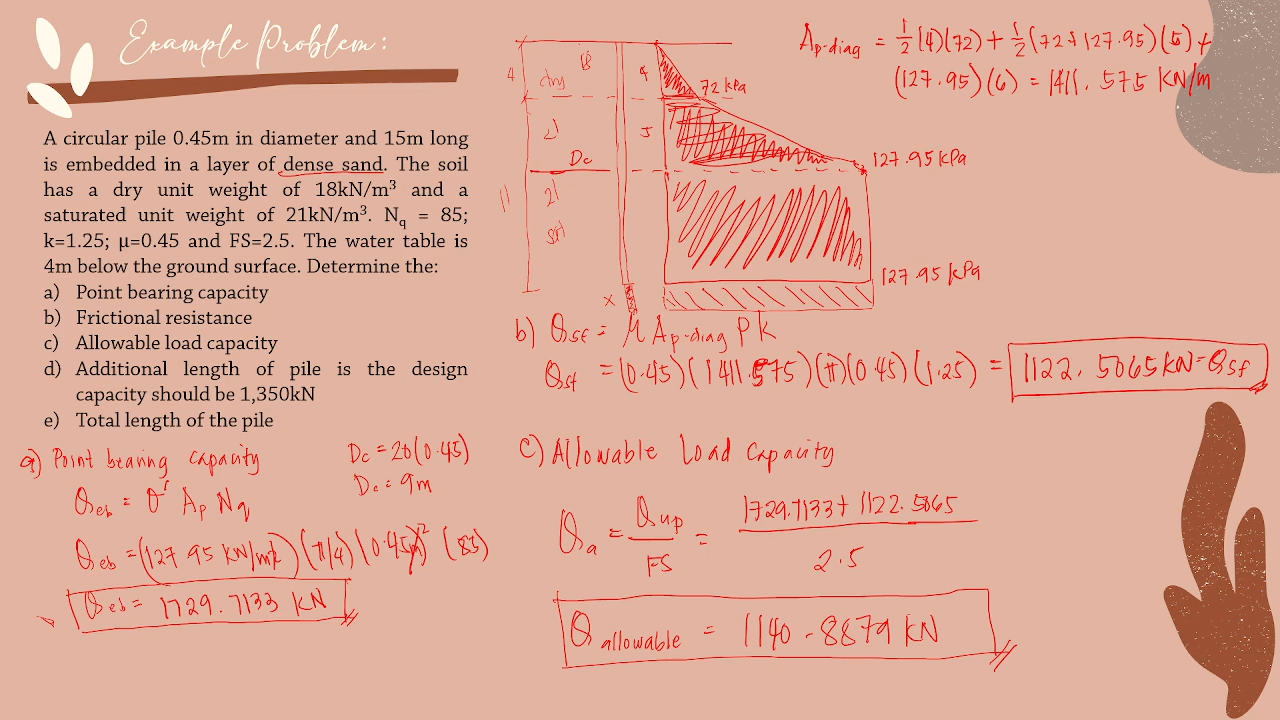 Example Problem:
A circular pile 0.45m in diameter and 15m long
is embedded in a layer of dense sand. The soil
has a dry unit weight of 18kN/m³ and a
saturated unit weight of 21kN/m³. Nq = 85;
k=1.25; μ=0.45 and FS=2.5. The water table is
4m below the ground surface. Determine the:
a) Point bearing capacity
b) Frictional resistance
c) Allowable load capacity
d) Additional length of pile is the design
capacity should be 1,350kN
e) Total length of the pile
a) Point bearing capacity
Dc = 20(0.45)
Dc = 9m
Qeb = σ' Ap Nq
Qeb = (127.95 kN/m²)(π/4)(0.45m)² (85)
Qeb = 1729.7133 KN
4
dry
18
4
72 kPa
21
5
Dc
127.95 kPa
11
21
sat
127.95 kPa
x
Ap-diag = ½(4)(72) + ½(72+127.95)(5) +
(127.95)(6) = 1411.575 KN/m
b) Qsf = μ Ap-diag P k
Qsf = (0.45)(1411.575)(π)(0.45)(1.25) = 1122.5065 KN = Qsf
c) Allowable Load Capacity
Qa = Qup/FS = 1729.7133 + 1122.5065/2.5
Q allowable = 1140.8879 KN